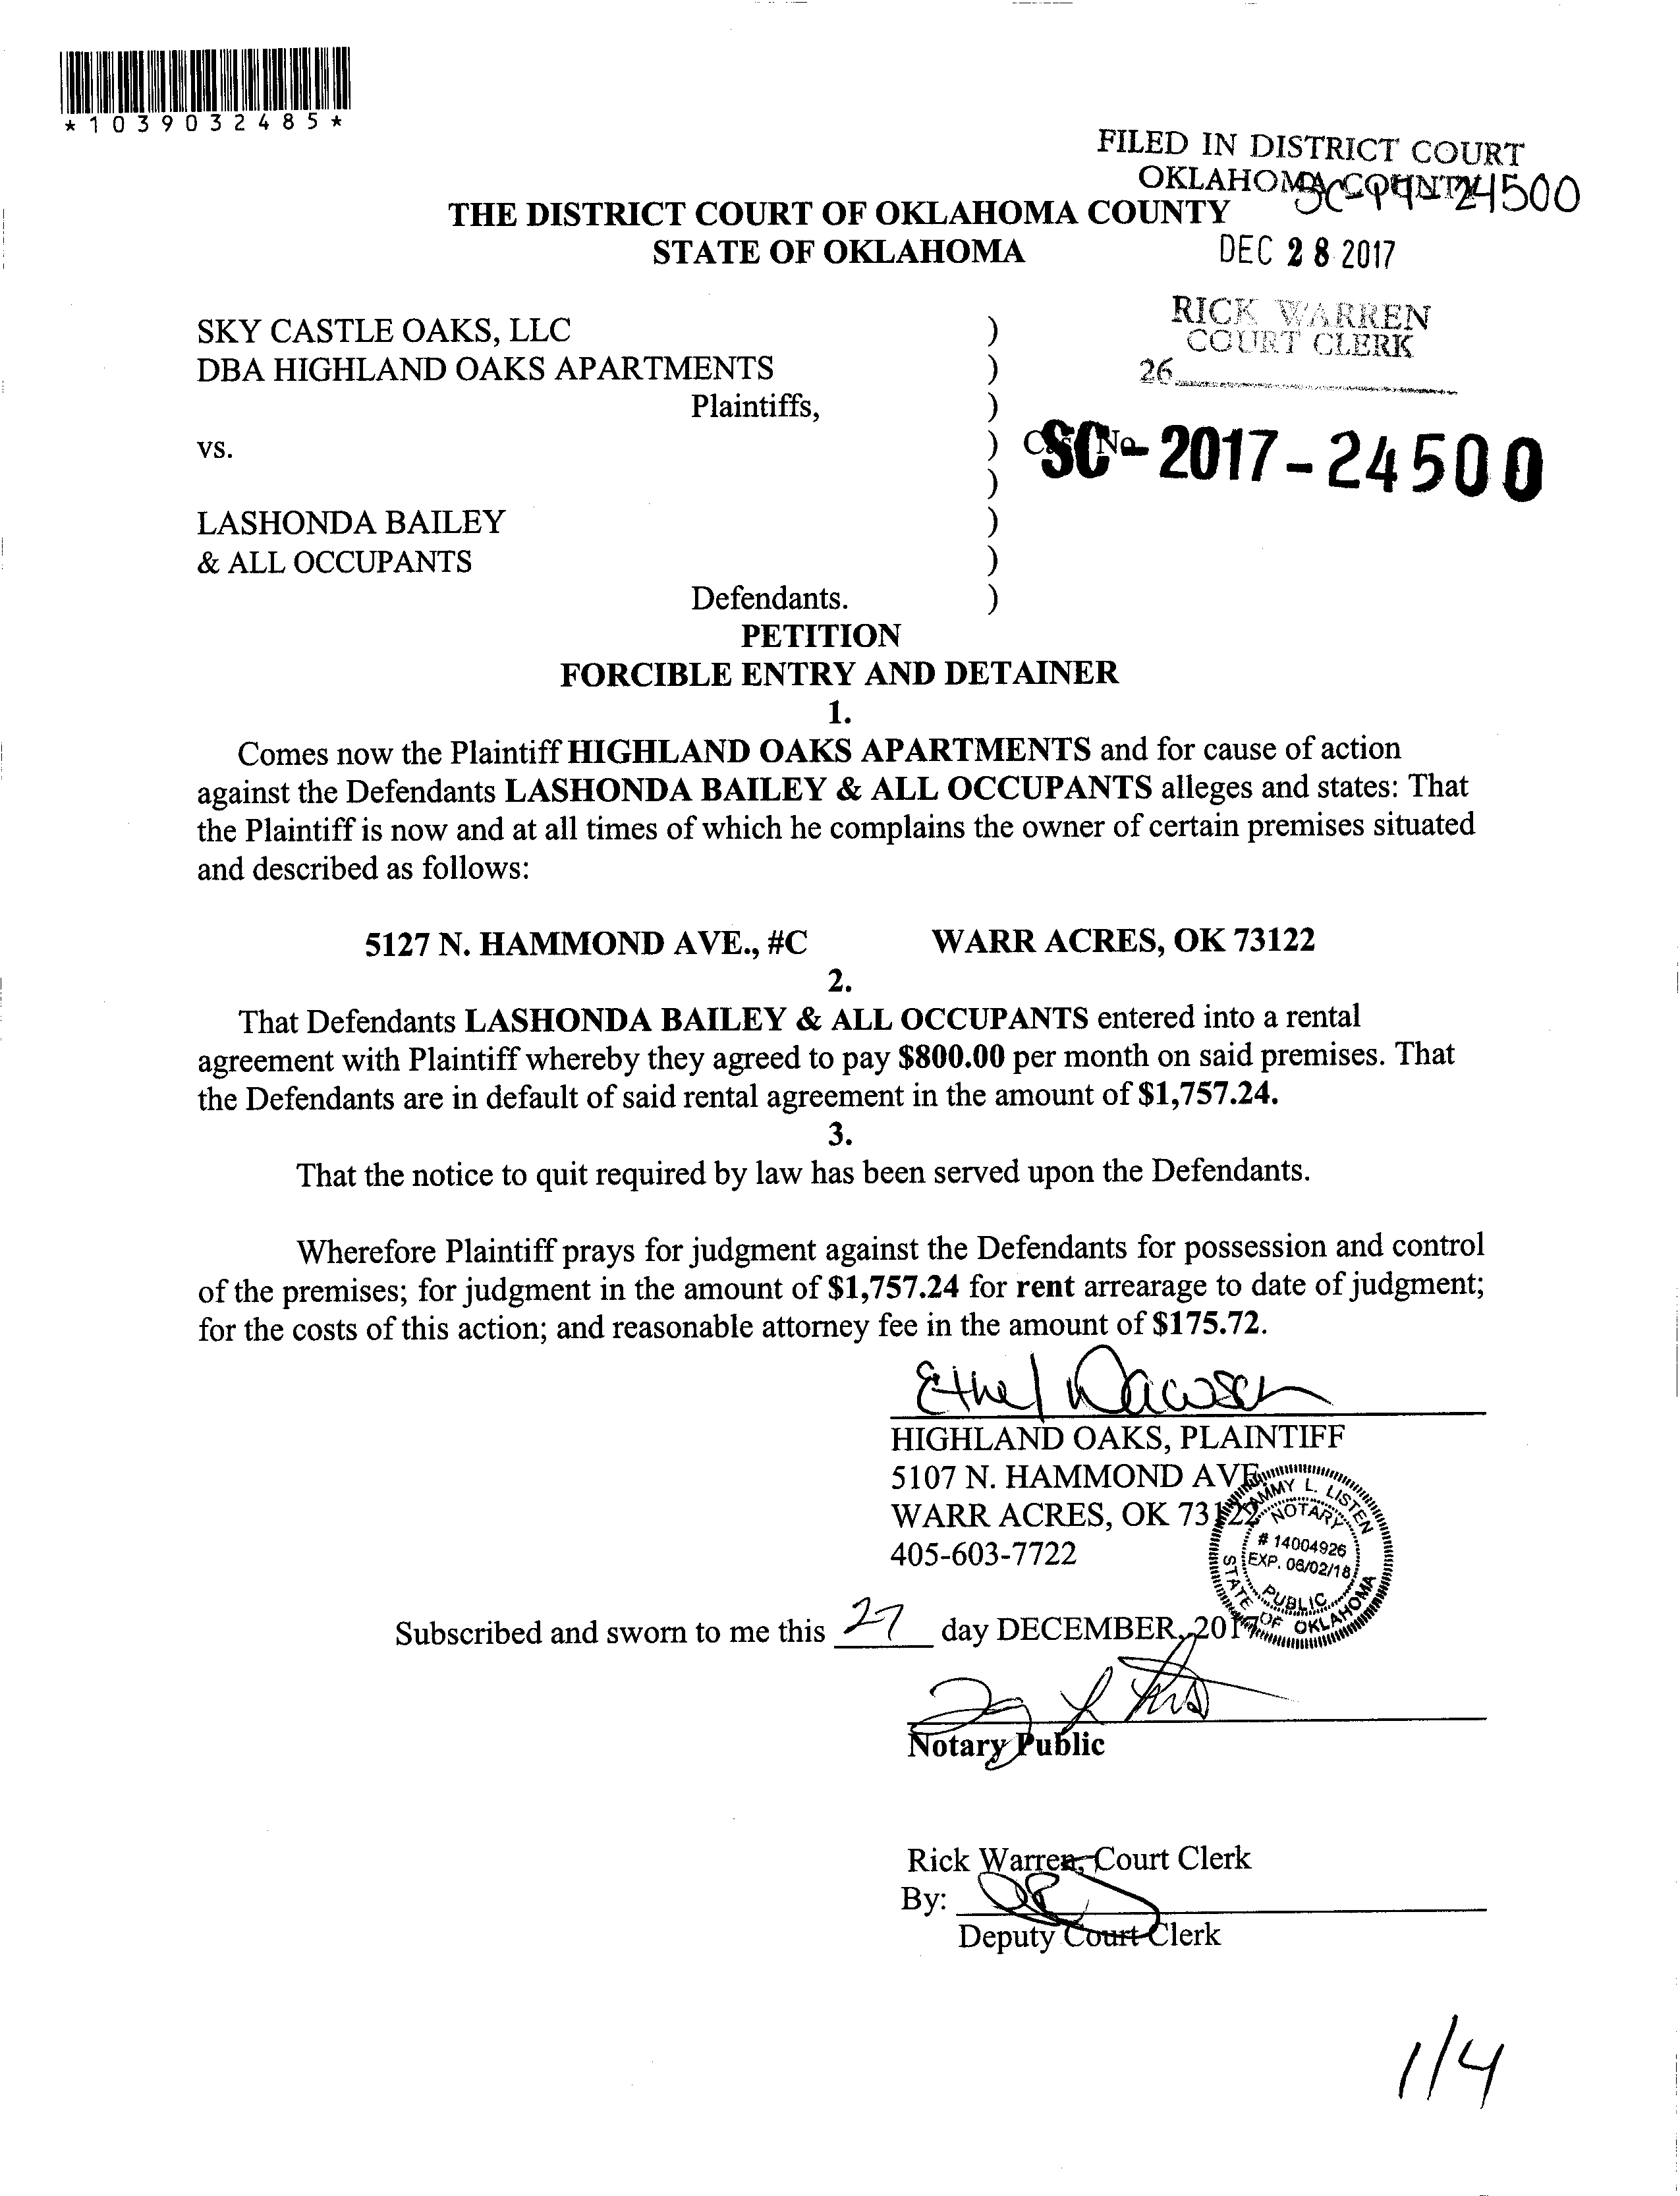 *1039032485*
FILED IN DISTRICT COURT
OKLAHOMA COUNTY
24500
THE DISTRICT COURT OF OKLAHOMA COUNTY
STATE OF OKLAHOMA
DEC 28 2017
RICK WARREN
COURT CLERK
26
SKY CASTLE OAKS, LLC )
DBA HIGHLAND OAKS APARTMENTS )
Plaintiffs, )
vs. ) Case No.
SC-2017-24500
)
LASHONDA BAILEY )
& ALL OCCUPANTS )
Defendants. )
PETITION
FORCIBLE ENTRY AND DETAINER
1.
Comes now the Plaintiff HIGHLAND OAKS APARTMENTS and for cause of action
against the Defendants LASHONDA BAILEY & ALL OCCUPANTS alleges and states: That
the Plaintiff is now and at all times of which he complains the owner of certain premises situated
and described as follows:
5127 N. HAMMOND AVE., #C WARR ACRES, OK 73122
2.
That Defendants LASHONDA BAILEY & ALL OCCUPANTS entered into a rental
agreement with Plaintiff whereby they agreed to pay $800.00 per month on said premises. That
the Defendants are in default of said rental agreement in the amount of $1,757.24.
3.
That the notice to quit required by law has been served upon the Defendants.
Wherefore Plaintiff prays for judgment against the Defendants for possession and control
of the premises; for judgment in the amount of $1,757.24 for rent arrearage to date of judgment;
for the costs of this action; and reasonable attorney fee in the amount of $175.72.
Ethel Dawson
HIGHLAND OAKS, PLAINTIFF
5107 N. HAMMOND AVE
WARR ACRES, OK 73122
405-603-7722
TAMMY L. LISTEN
NOTARY
# 14004926
EXP. 06/02/18
PUBLIC
STATE OF OKLAHOMA
Subscribed and sworn to me this 27 day DECEMBER, 2017
Notary Public
Rick Warren, Court Clerk
By:
Deputy Court Clerk
1/4